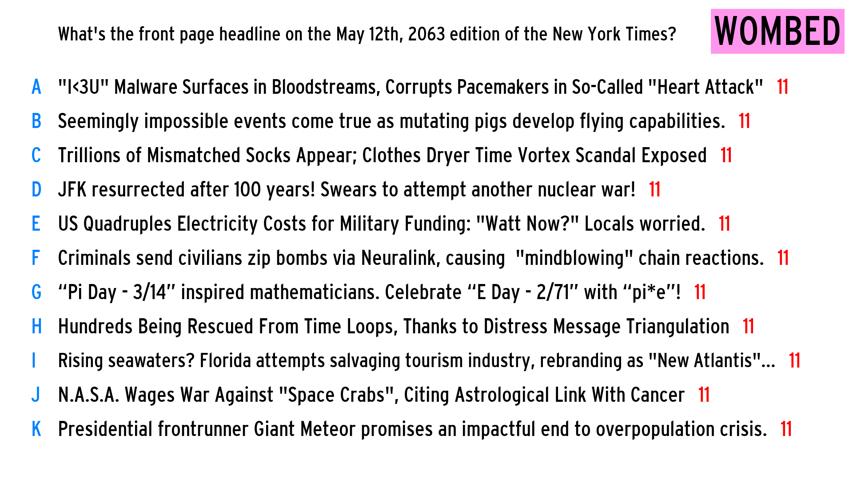 What's the front page headline on the May 12th, 2063 edition of the New York Times? WOMBED
A "I<3U" Malware Surfaces in Bloodstreams, Corrupts Pacemakers in So-Called "Heart Attack" 11
B Seemingly impossible events come true as mutating pigs develop flying capabilities. 11
C Trillions of Mismatched Socks Appear; Clothes Dryer Time Vortex Scandal Exposed 11
D JFK resurrected after 100 years! Swears to attempt another nuclear war! 11
E US Quadruples Electricity Costs for Military Funding: "Watt Now?" Locals worried. 11
F Criminals send civilians zip bombs via Neuralink, causing "mindblowing" chain reactions. 11
G “Pi Day - 3/14” inspired mathematicians. Celebrate “E Day - 2/71” with “pi*e”! 11
H Hundreds Being Rescued From Time Loops, Thanks to Distress Message Triangulation 11
I Rising seawaters? Florida attempts salvaging tourism industry, rebranding as "New Atlantis"... 11
J N.A.S.A. Wages War Against "Space Crabs", Citing Astrological Link With Cancer 11
K Presidential frontrunner Giant Meteor promises an impactful end to overpopulation crisis. 11